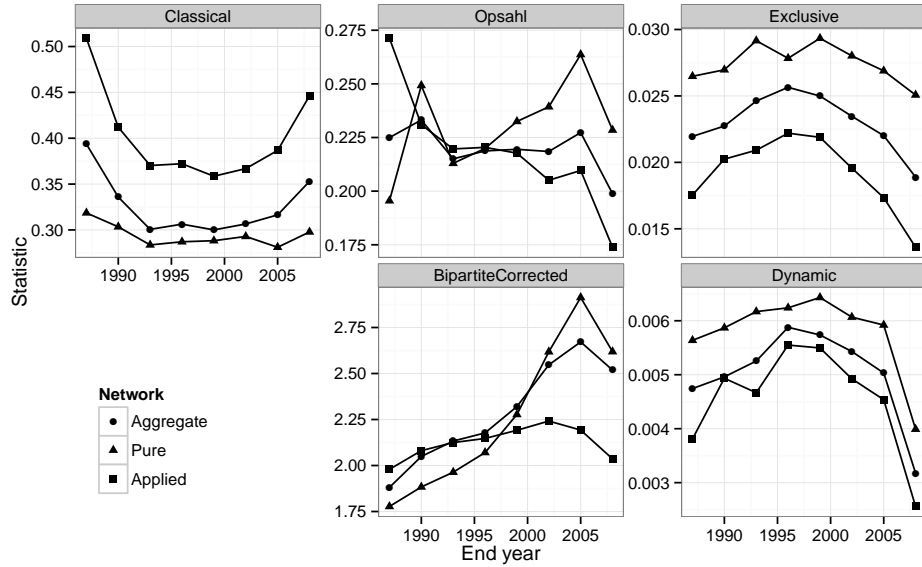 Classical
Opsahl
Exclusive
0.50
0.45
0.40
0.35
0.30
0.275
0.250
0.225
0.200
0.175
0.030
0.025
0.020
0.015
1990 1995 2000 2005
Statistic
BipartiteCorrected
Dynamic
2.75
2.50
2.25
2.00
1.75
0.006
0.005
0.004
0.003
1990 1995 2000 2005
1990 1995 2000 2005
End year
Network
Aggregate
Pure
Applied